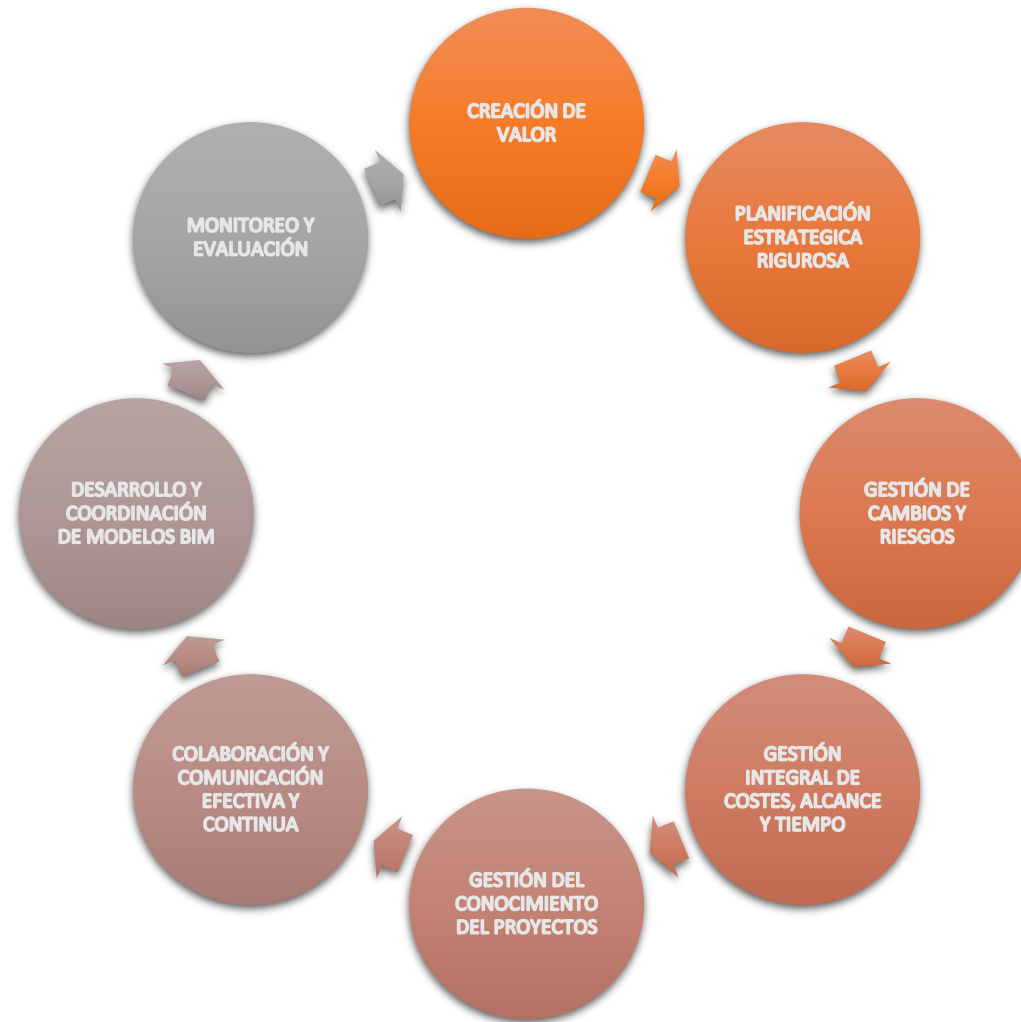 CREACIÓN DE
VALOR
PLANIFICACIÓN
ESTRATEGICA
RIGUROSA
GESTIÓN DE
CAMBIOS Y
RIESGOS
GESTIÓN
INTEGRAL DE
COSTES, ALCANCE
Y TIEMPO
GESTIÓN DEL
CONOCIMIENTO
DEL PROYECTOS
COLABORACIÓN Y
COMUNICACIÓN
EFECTIVA Y
CONTINUA
DESARROLLO Y
COORDINACIÓN
DE MODELOS BIM
MONITOREO Y
EVALUACIÓN